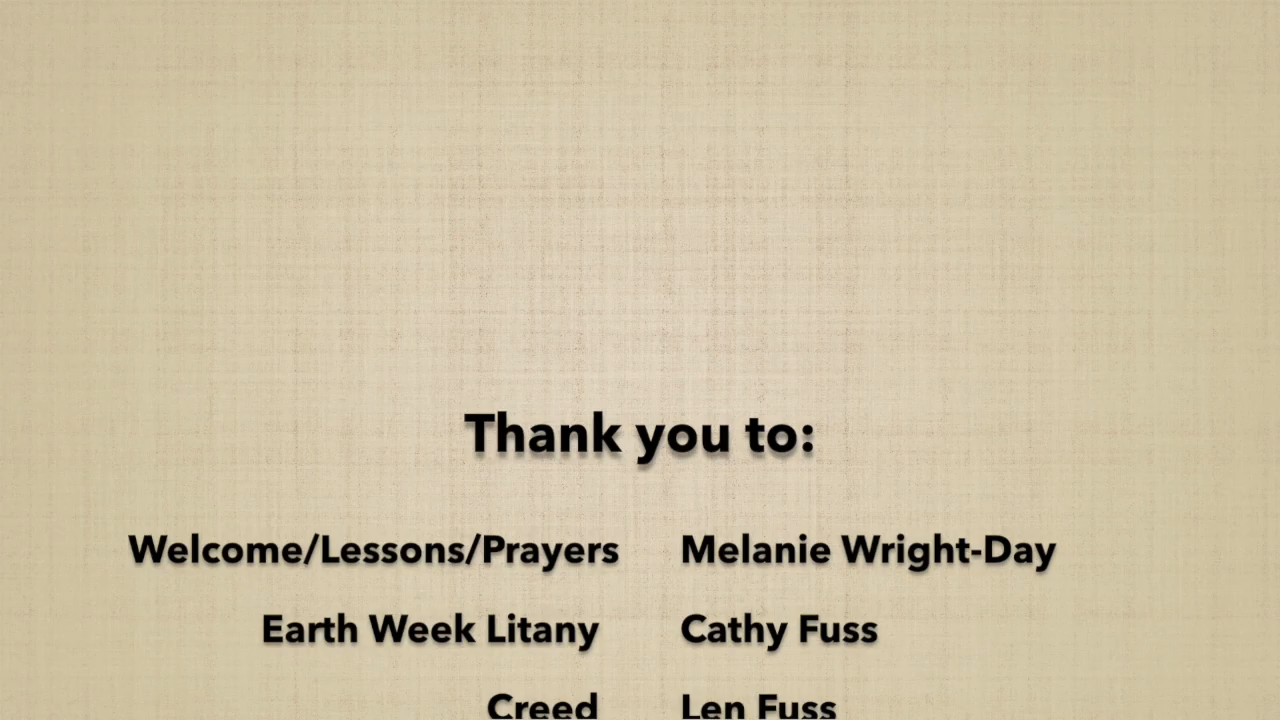 Thank you to:
Welcome/Lessons/Prayers Melanie Wright-Day
Earth Week Litany Cathy Fuss
Creed Len Fuss